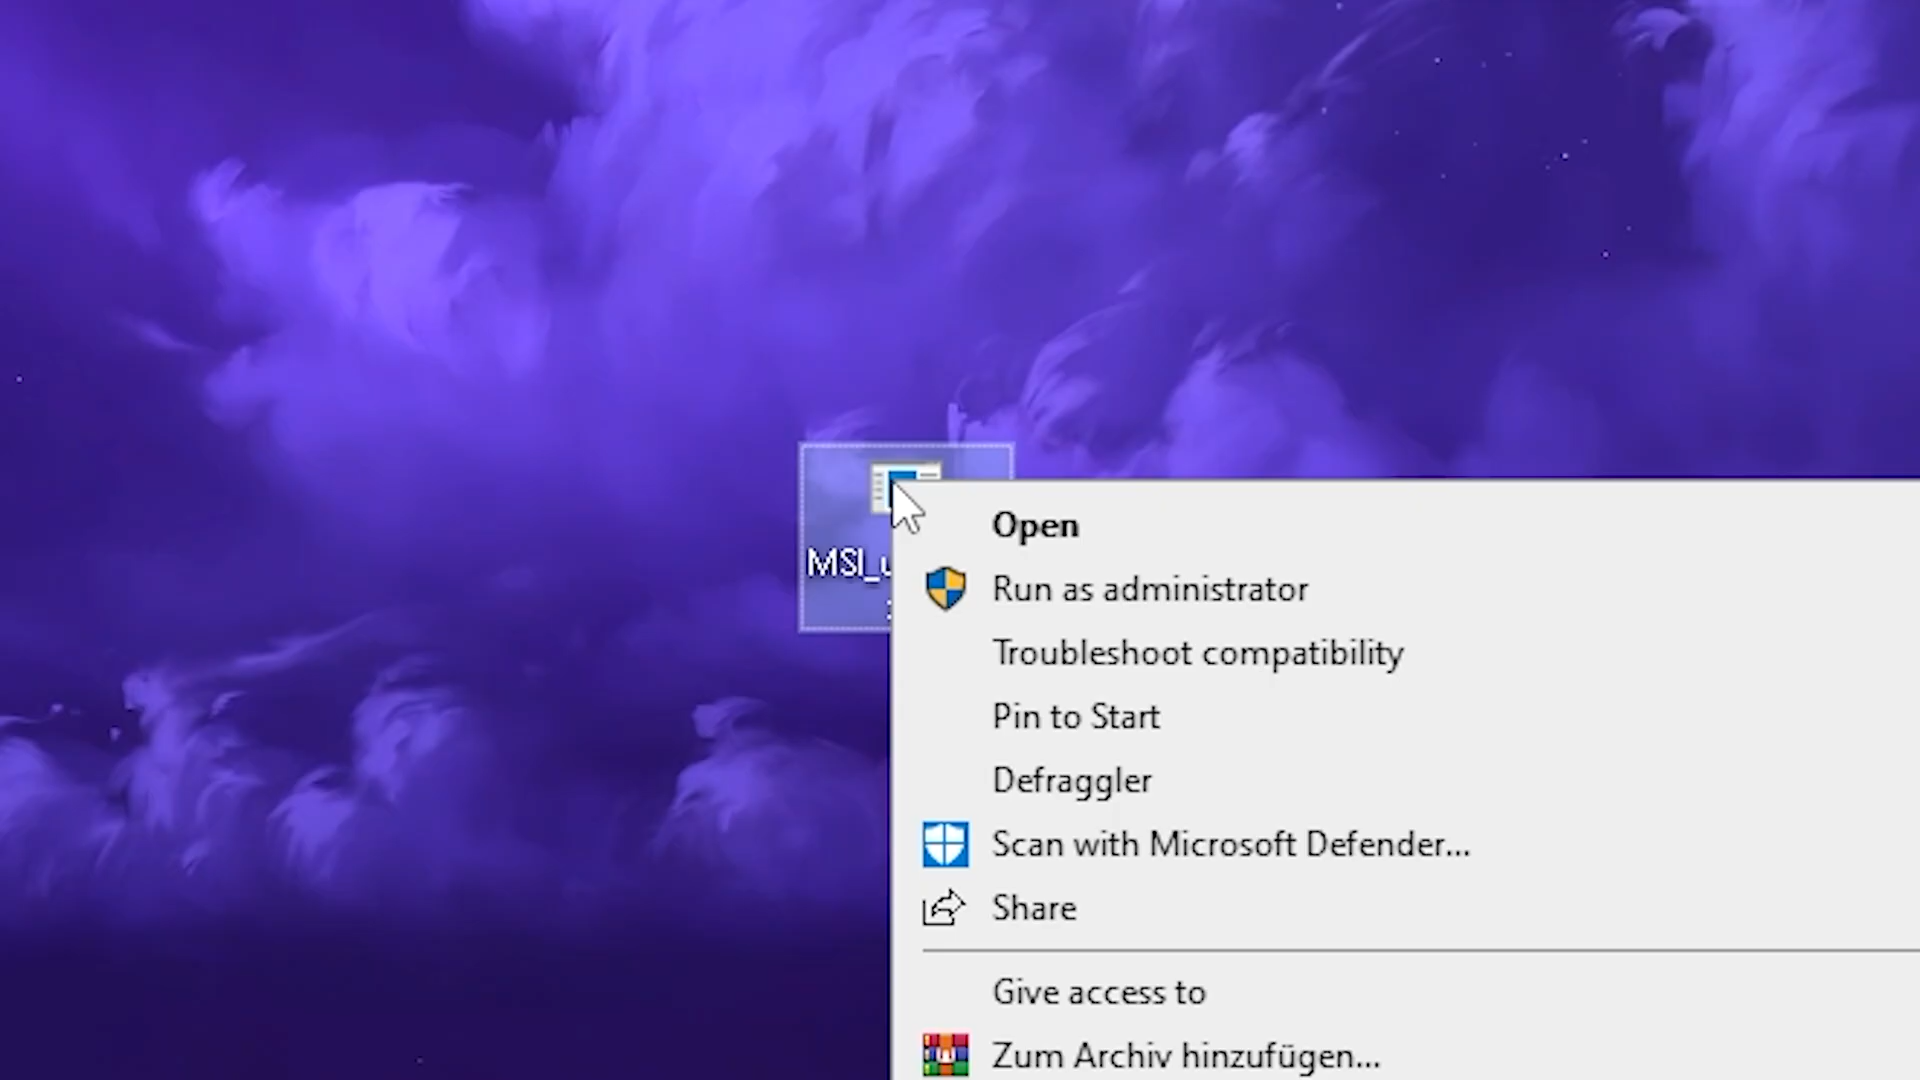 MSI_
Open
Run as administrator
Troubleshoot compatibility
Pin to Start
Defraggler
Scan with Microsoft Defender...
Share
Give access to
Zum Archiv hinzufügen...